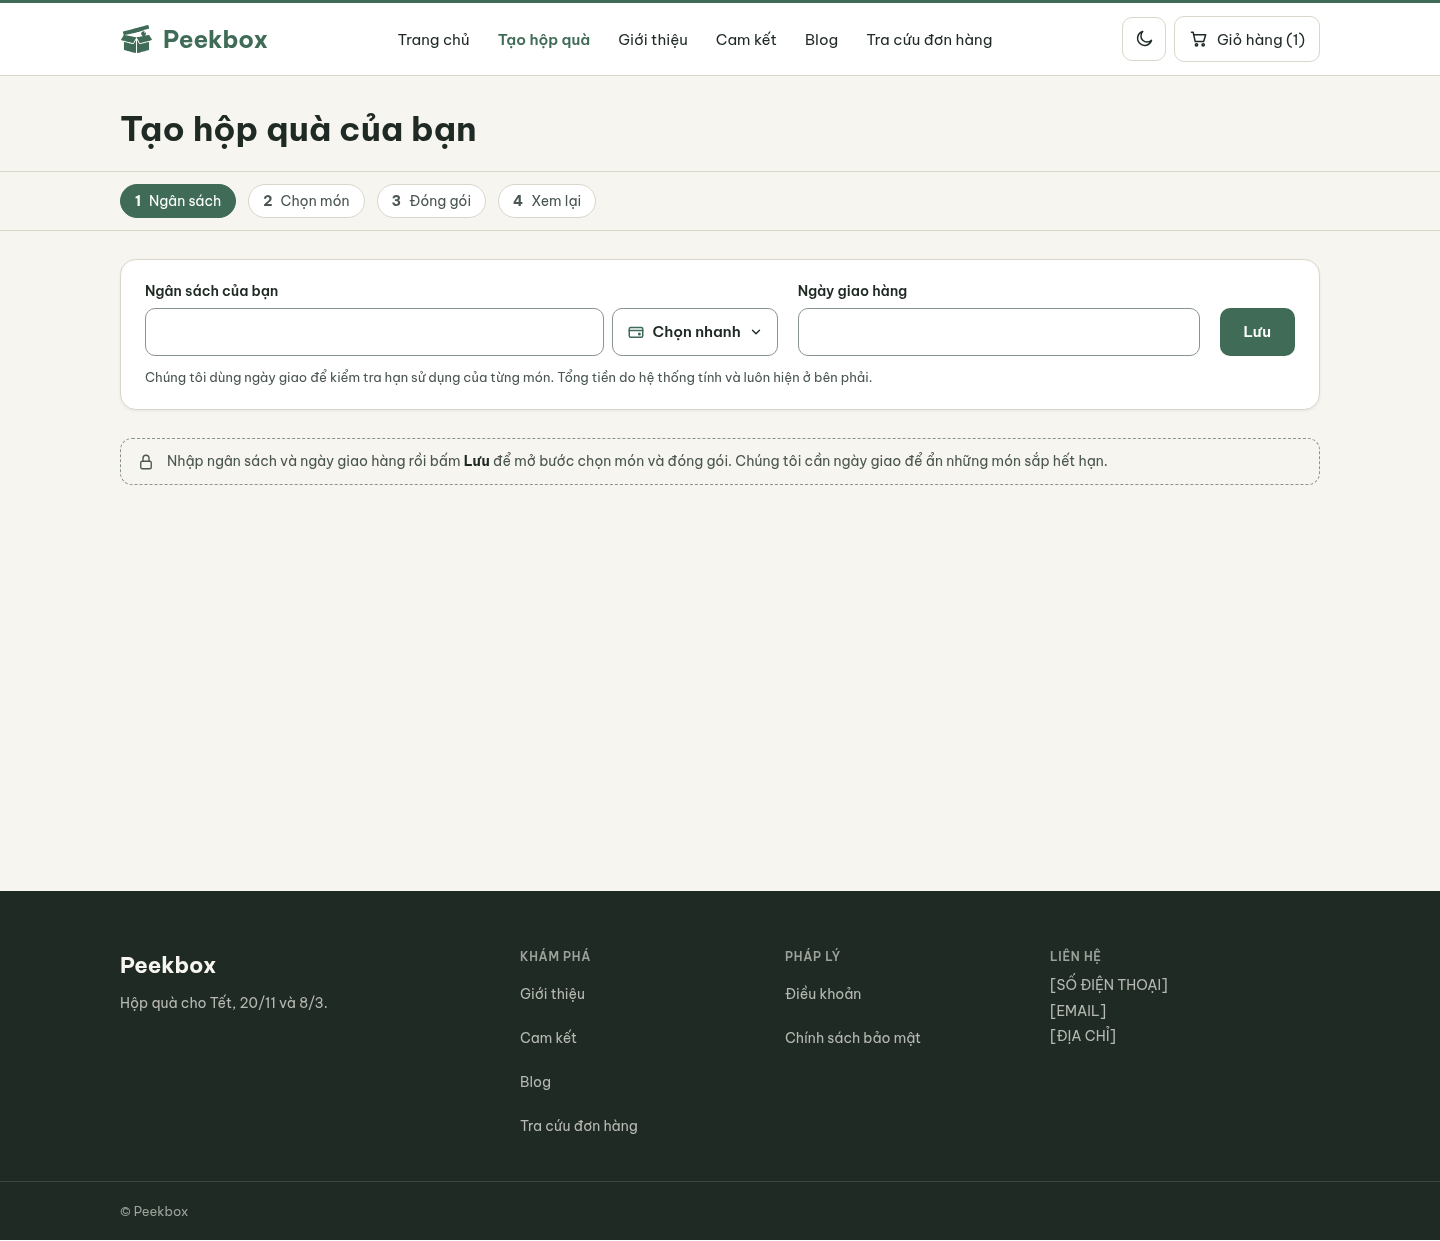 Peekbox
Trang chủ
Tạo hộp quà
Giới thiệu
Cam kết
Blog
Tra cứu đơn hàng
Giỏ hàng (1)
Tạo hộp quà của bạn
1 Ngân sách
2 Chọn món
3 Đóng gói
4 Xem lại
Ngân sách của bạn
Chọn nhanh
Ngày giao hàng
Lưu
Chúng tôi dùng ngày giao để kiểm tra hạn sử dụng của từng món. Tổng tiền do hệ thống tính và luôn hiện ở bên phải.
Nhập ngân sách và ngày giao hàng rồi bấm Lưu để mở bước chọn món và đóng gói. Chúng tôi cần ngày giao để ẩn những món sắp hết hạn.
Peekbox
Hộp quà cho Tết, 20/11 và 8/3.
KHÁM PHÁ
Giới thiệu
Cam kết
Blog
Tra cứu đơn hàng
PHÁP LÝ
Điều khoản
Chính sách bảo mật
LIÊN HỆ
[SỐ ĐIỆN THOẠI]
[EMAIL]
[ĐỊA CHỈ]
© Peekbox